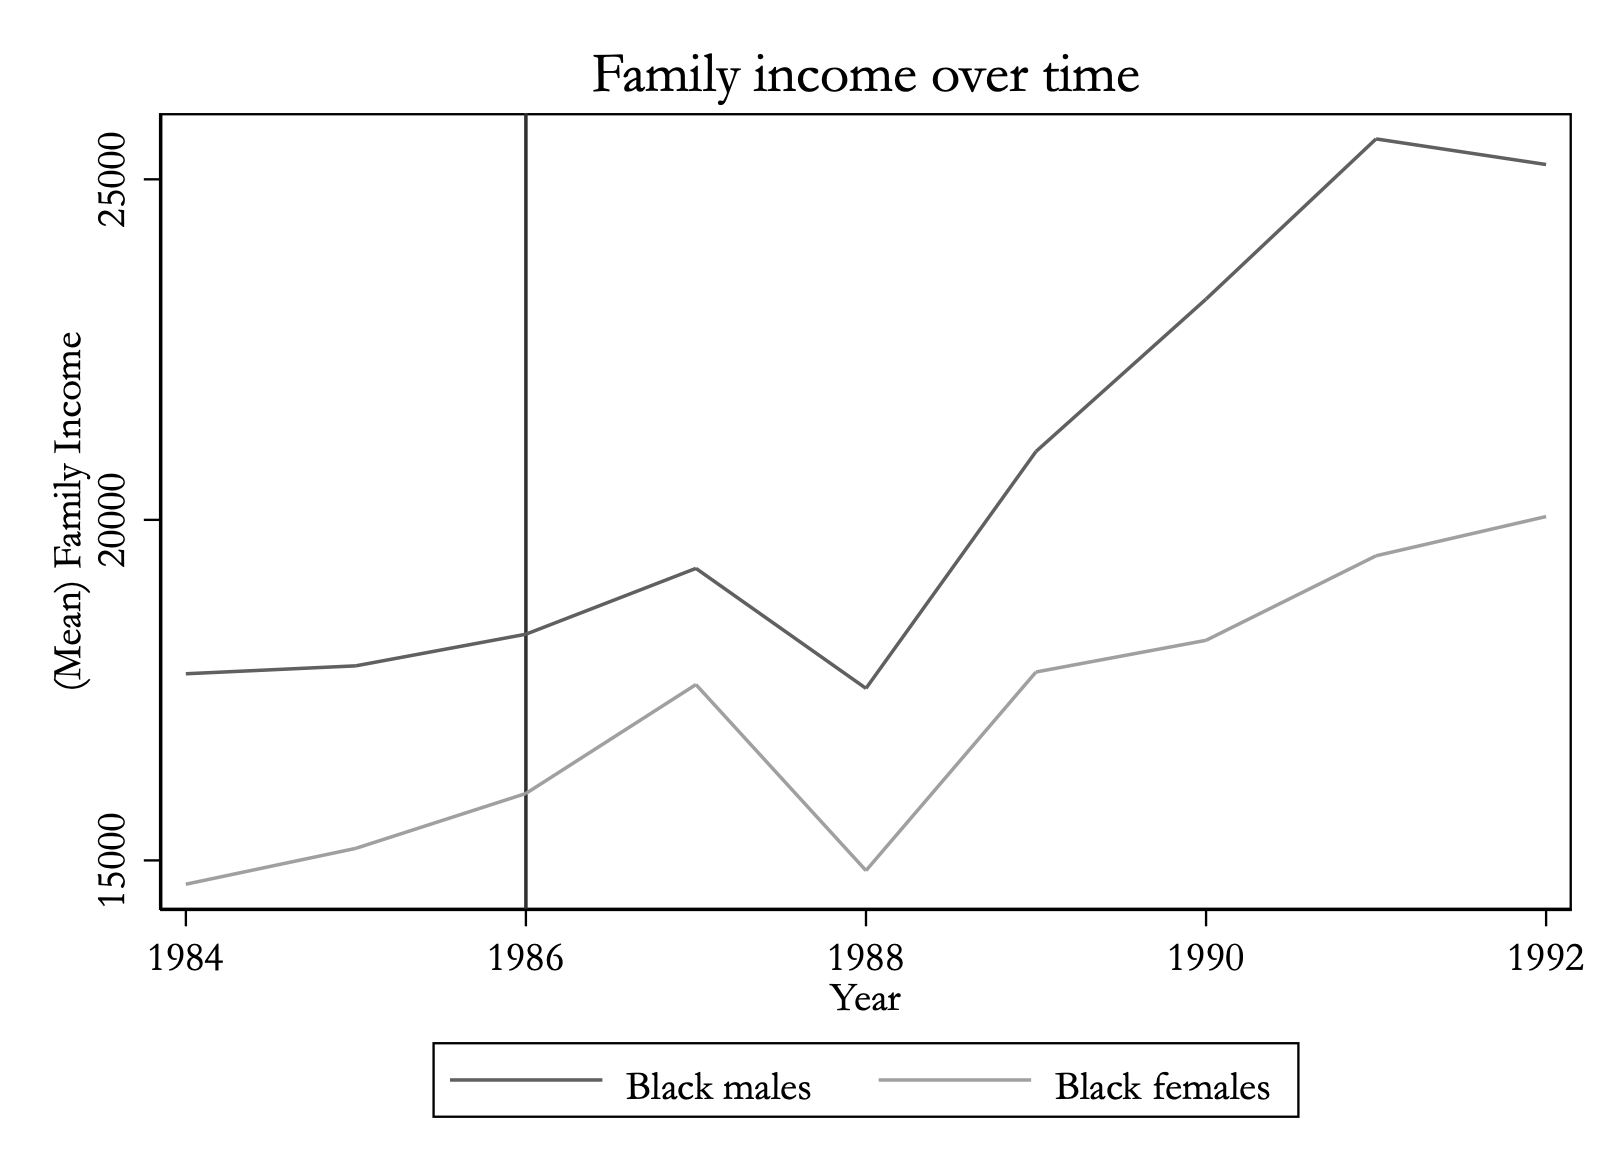 Family income over time
(Mean) Family Income
25000
20000
15000
1984 1986 1988 1990 1992
Year
Black males Black females